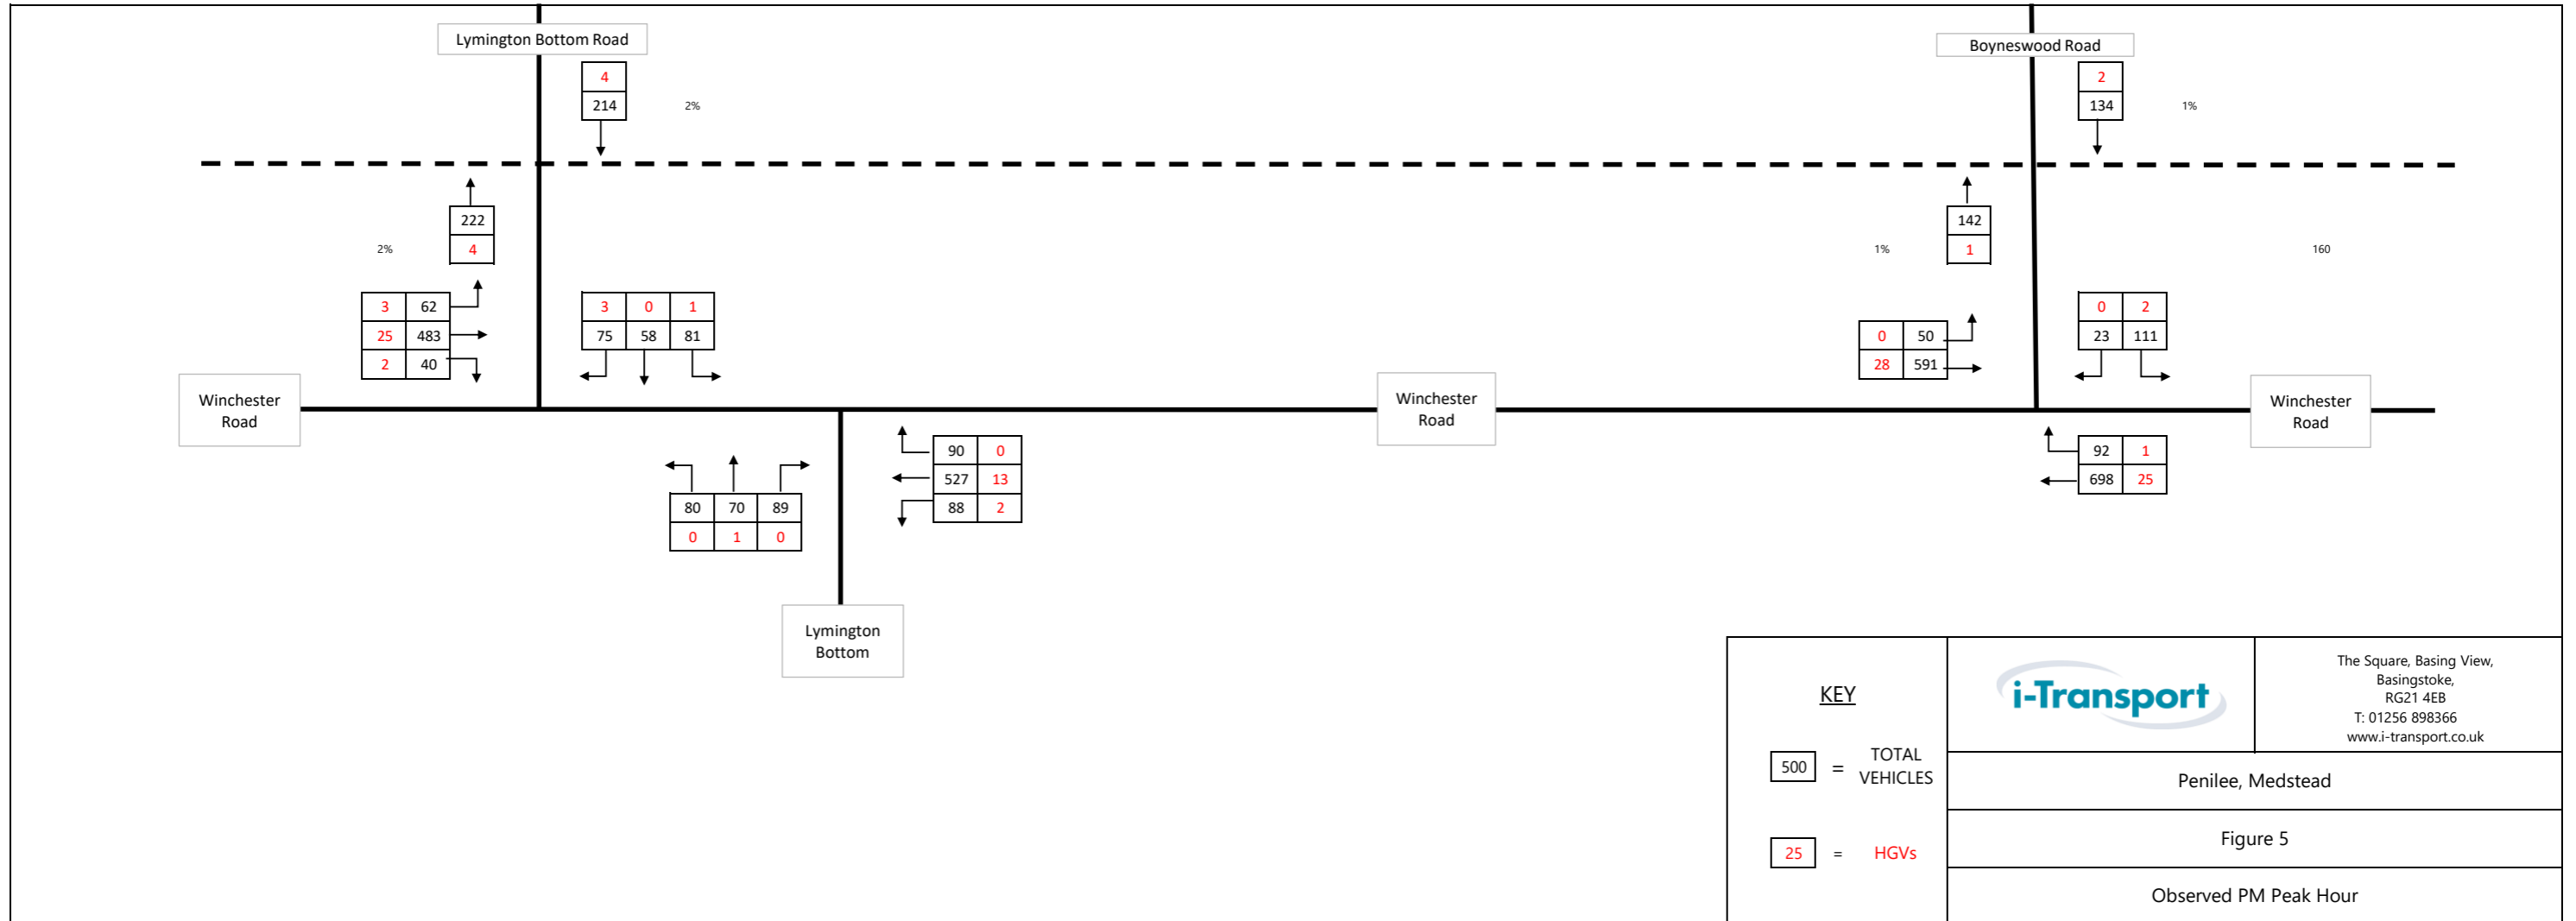 Lymington Bottom Road
Boyneswood Road
4
214
2%
2
134
1%
222
4
2%
142
1
1%
160
3 62
25 483
2 40
3 0 1
75 58 81
0 50
28 591
0 2
23 111
Winchester
Road
Winchester
Road
Winchester
Road
90 0
527 13
88 2
92 1
698 25
80 70 89
0 1 0
Lymington
Bottom
KEY
500 = TOTAL
VEHICLES
25 = HGVs
i-Transport
The Square, Basing View,
Basingstoke,
RG21 4EB
T: 01256 898366
www.i-transport.co.uk
Penilee, Medstead
Figure 5
Observed PM Peak Hour